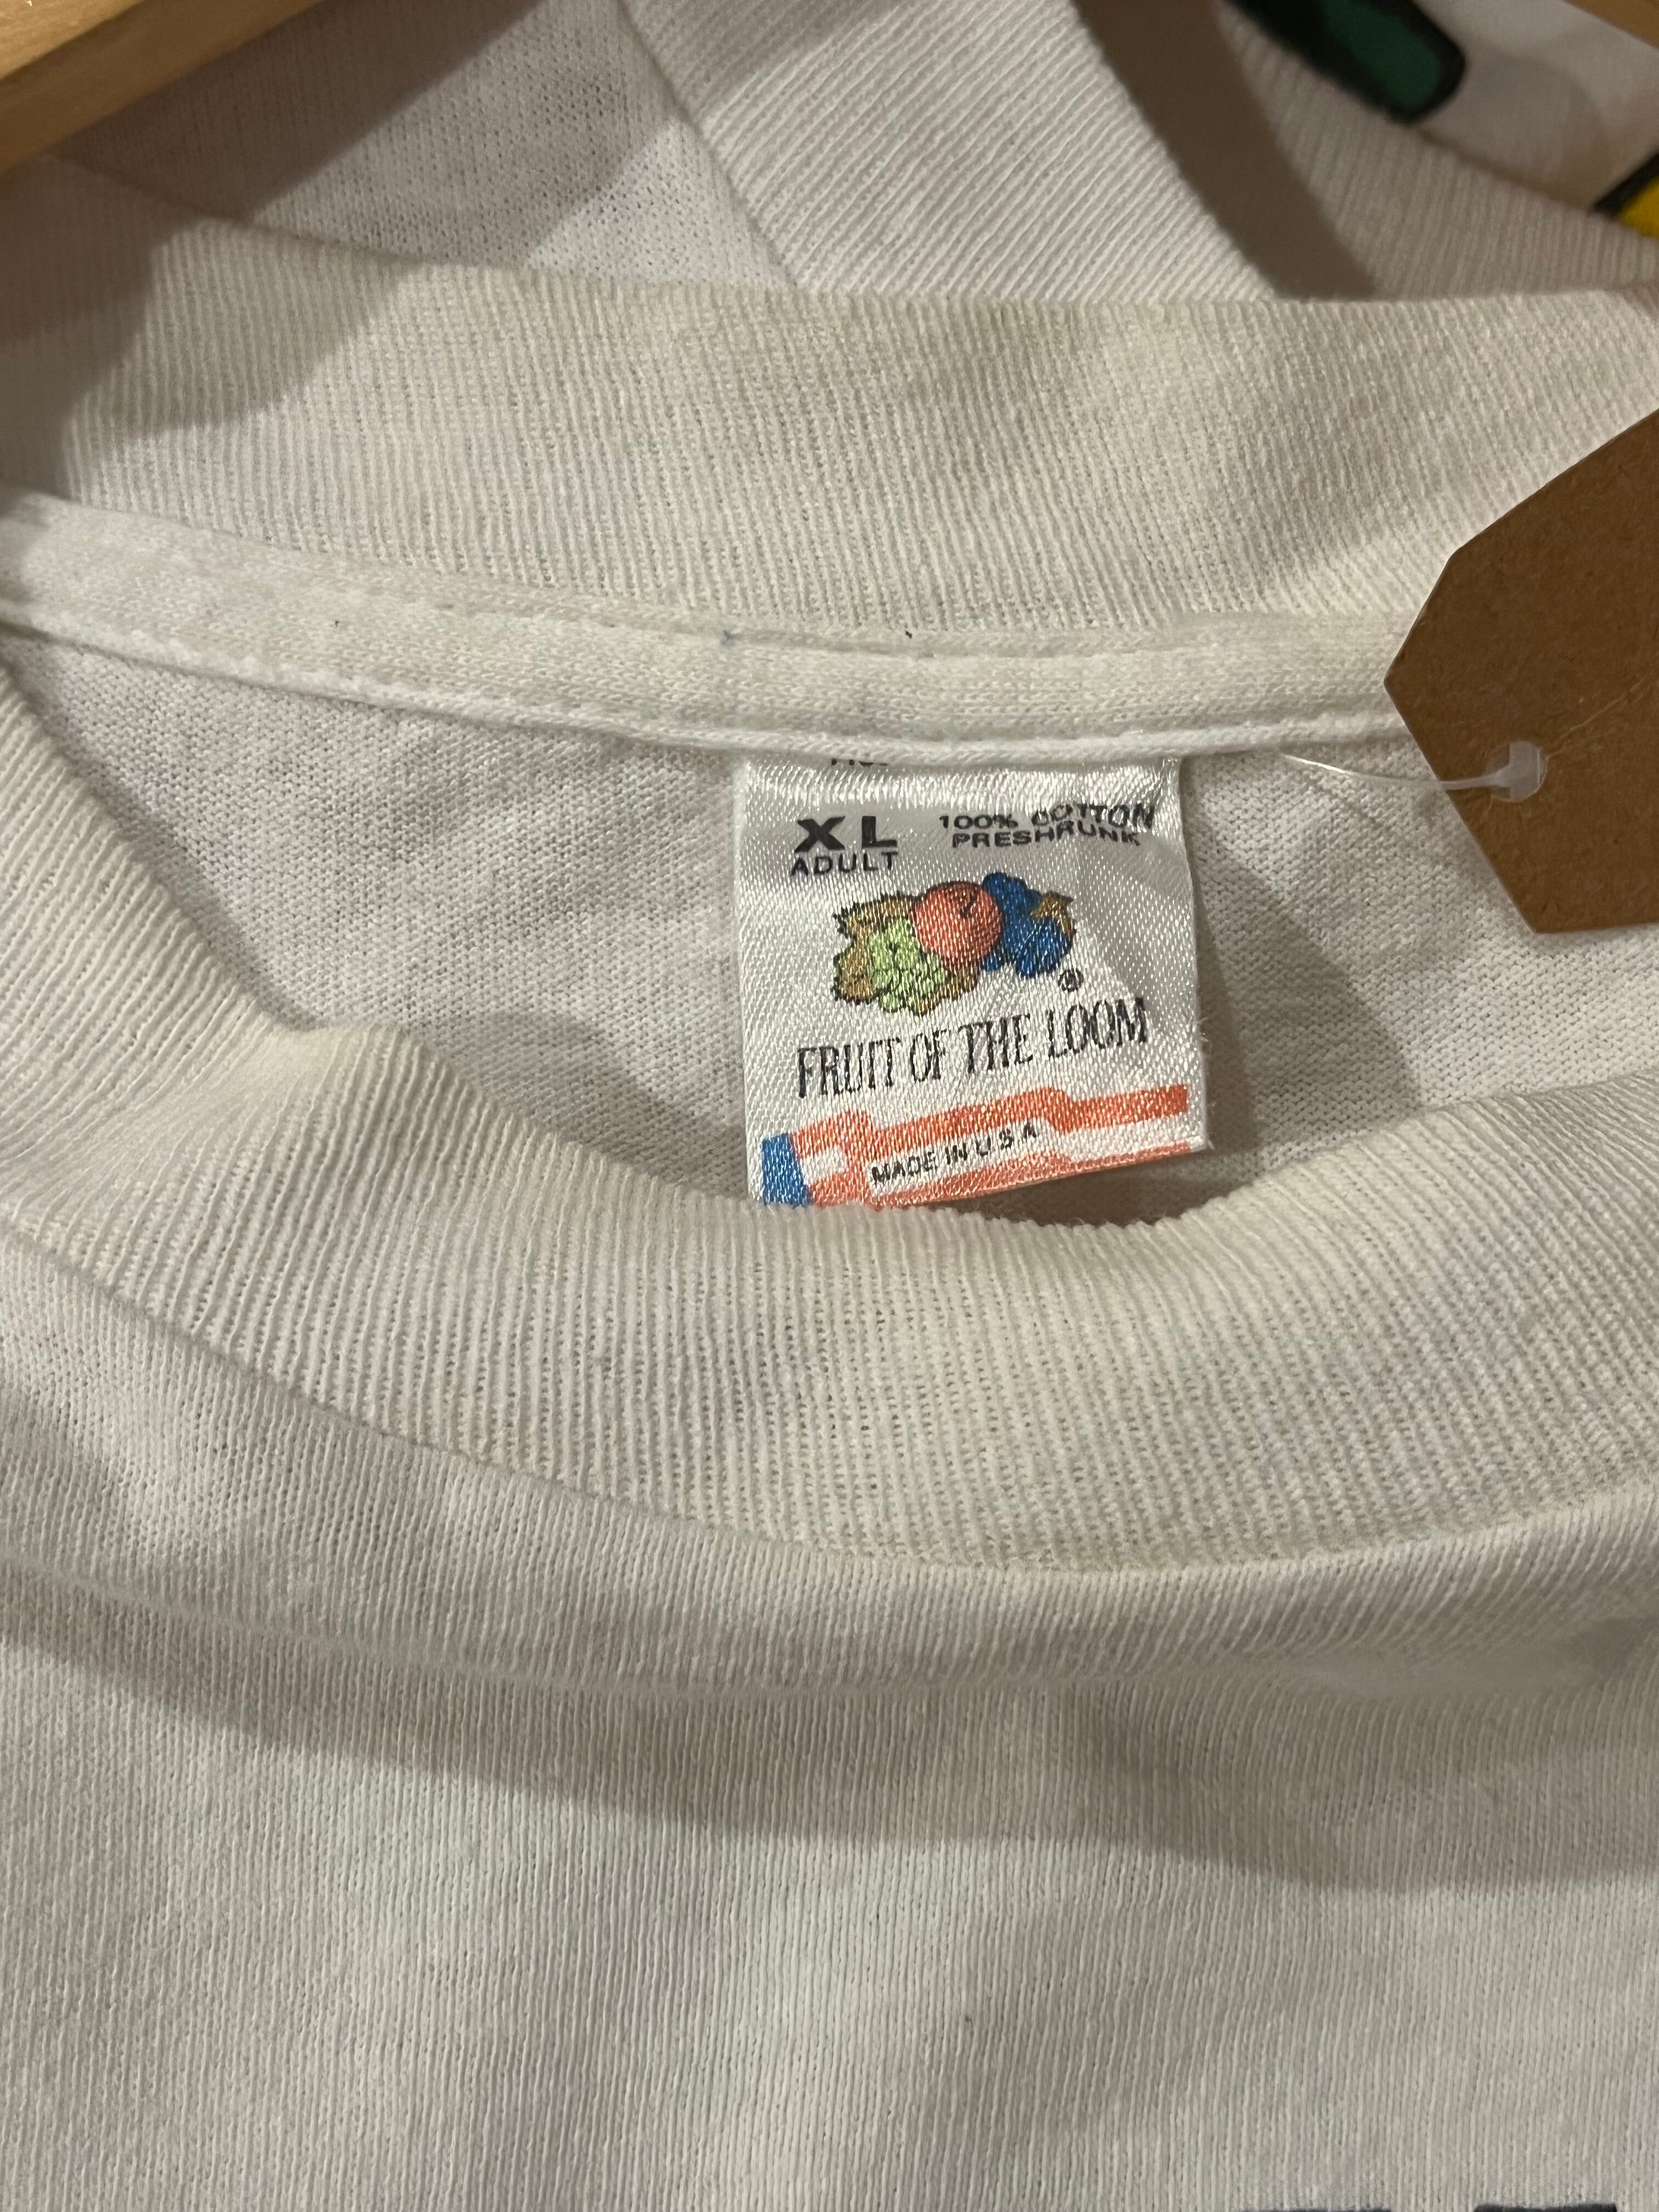 XL
ADULT
100% COTTON
PRESHRUNK
®
FRUIT OF THE LOOM
MADE IN U.S.A